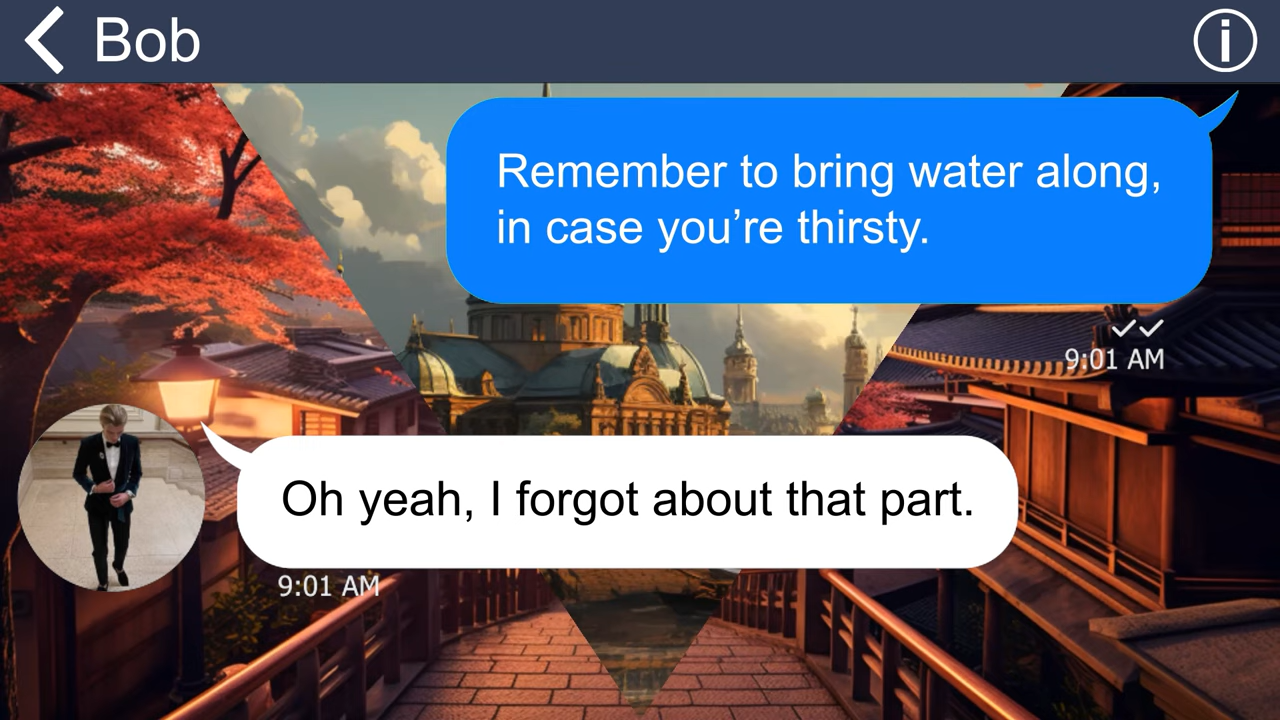 Bob
Remember to bring water along,
in case you’re thirsty.
9:01 AM
Oh yeah, I forgot about that part.
9:01 AM